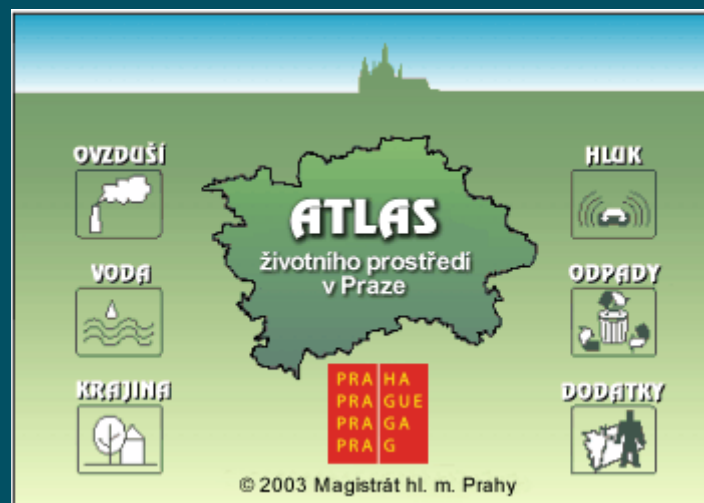 OVZDUŠÍ
HLUK
ATLAS
životního prostředí
v Praze
VODA
ODPADY
KRAJINA
DODATKY
PRA HA
PRA GUE
PRA GA
PRA G
© 2003 Magistrát hl. m. Prahy